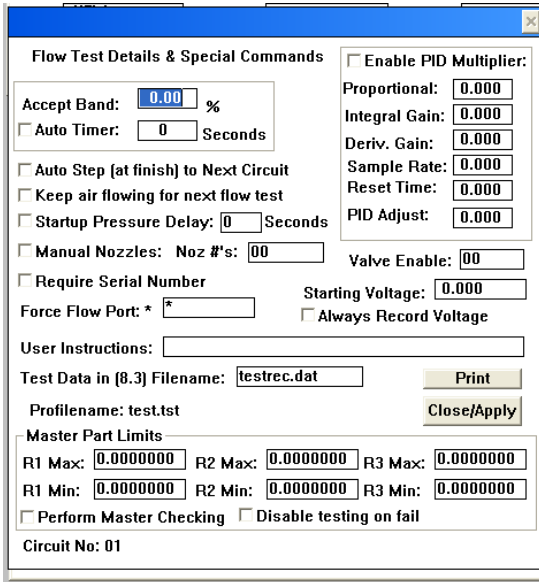 Flow Test Details & Special Commands
Accept Band: 0.00 %
Auto Timer: 0 Seconds
Auto Step (at finish) to Next Circuit
Keep air flowing for next flow test
Startup Pressure Delay: 0 Seconds
Manual Nozzles: Noz #'s: 00
Require Serial Number
Force Flow Port: * *
Enable PID Multiplier:
Proportional: 0.000
Integral Gain: 0.000
Deriv. Gain: 0.000
Sample Rate: 0.000
Reset Time: 0.000
PID Adjust: 0.000
Valve Enable: 00
Starting Voltage: 0.000
Always Record Voltage
User Instructions:
Test Data in (8.3) Filename: testrec.dat
Print
Profilename: test.tst
Close/Apply
Master Part Limits
R1 Max: 0.0000000 R2 Max: 0.0000000 R3 Max: 0.0000000
R1 Min: 0.0000000 R2 Min: 0.0000000 R3 Min: 0.0000000
Perform Master Checking Disable testing on fail
Circuit No: 01